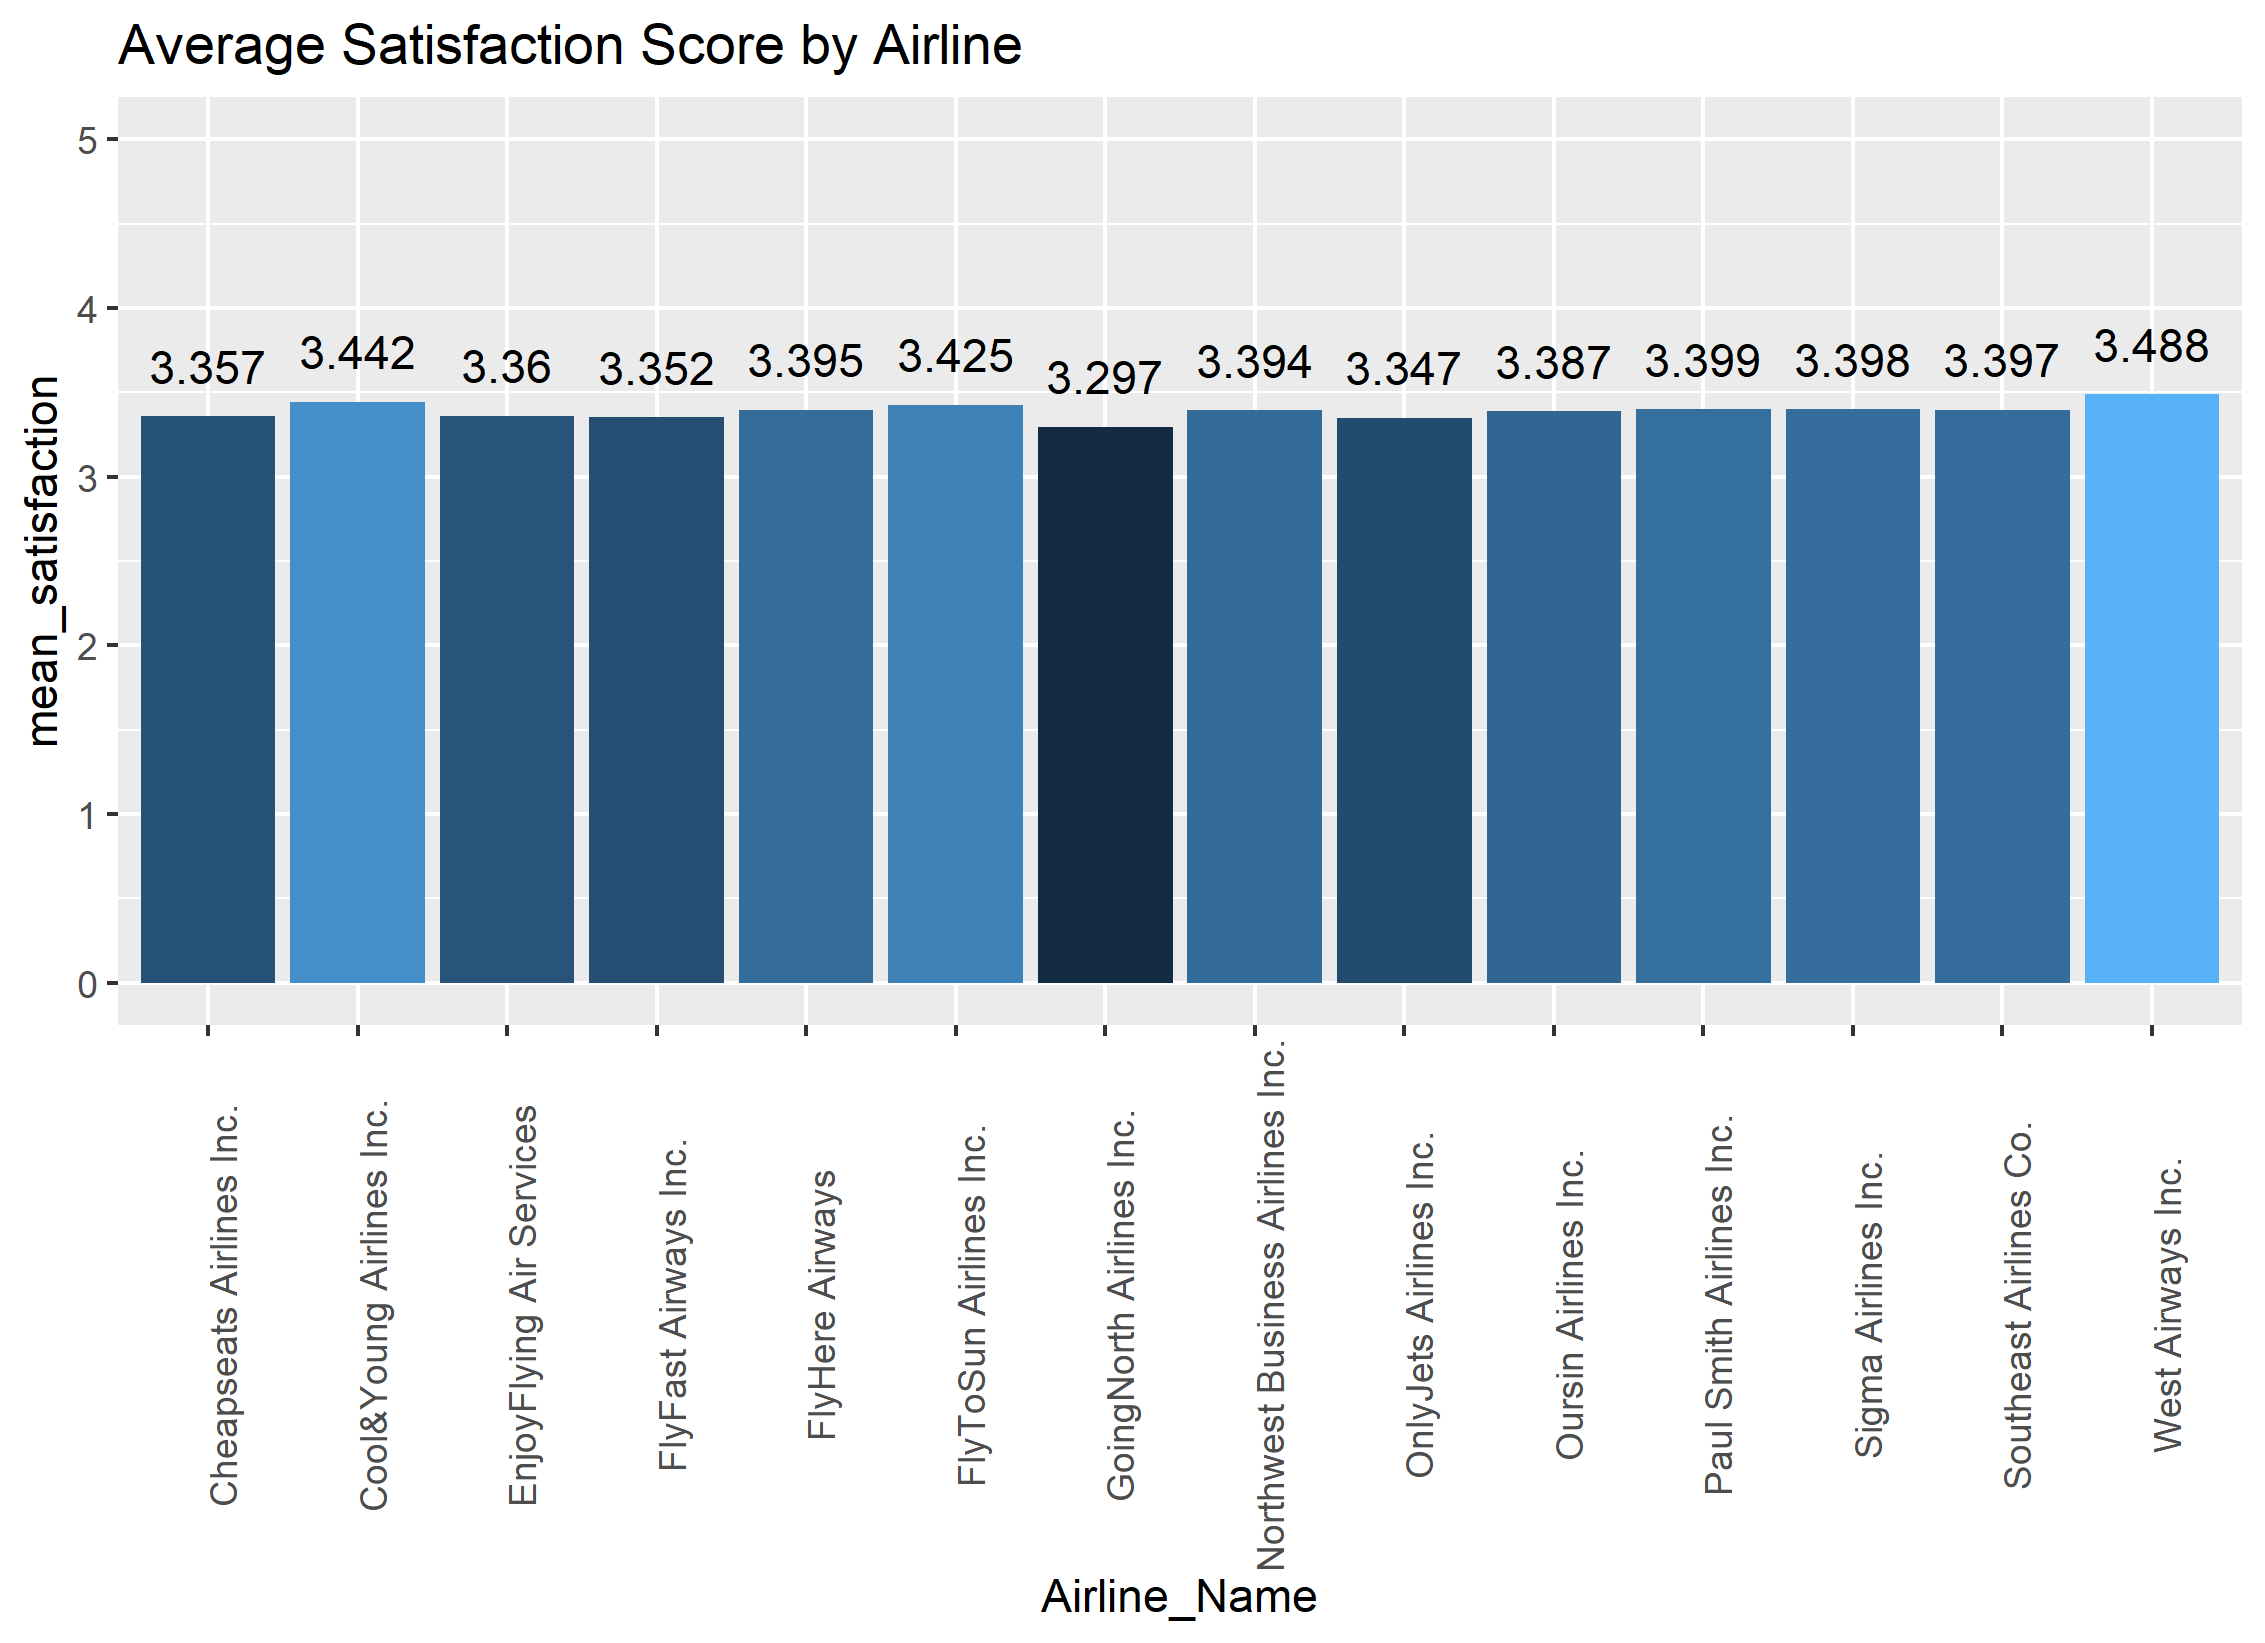 Average Satisfaction Score by Airline
mean_satisfaction
5
4
3
2
1
0
3.357
3.442
3.36
3.352
3.395
3.425
3.297
3.394
3.347
3.387
3.399
3.398
3.397
3.488
Cheapseats Airlines Inc.
Cool&Young Airlines Inc.
EnjoyFlying Air Services
FlyFast Airways Inc.
FlyHere Airways
FlyToSun Airlines Inc.
GoingNorth Airlines Inc.
Northwest Business Airlines Inc.
OnlyJets Airlines Inc.
Oursin Airlines Inc.
Paul Smith Airlines Inc.
Sigma Airlines Inc.
Southeast Airlines Co.
West Airways Inc.
Airline_Name